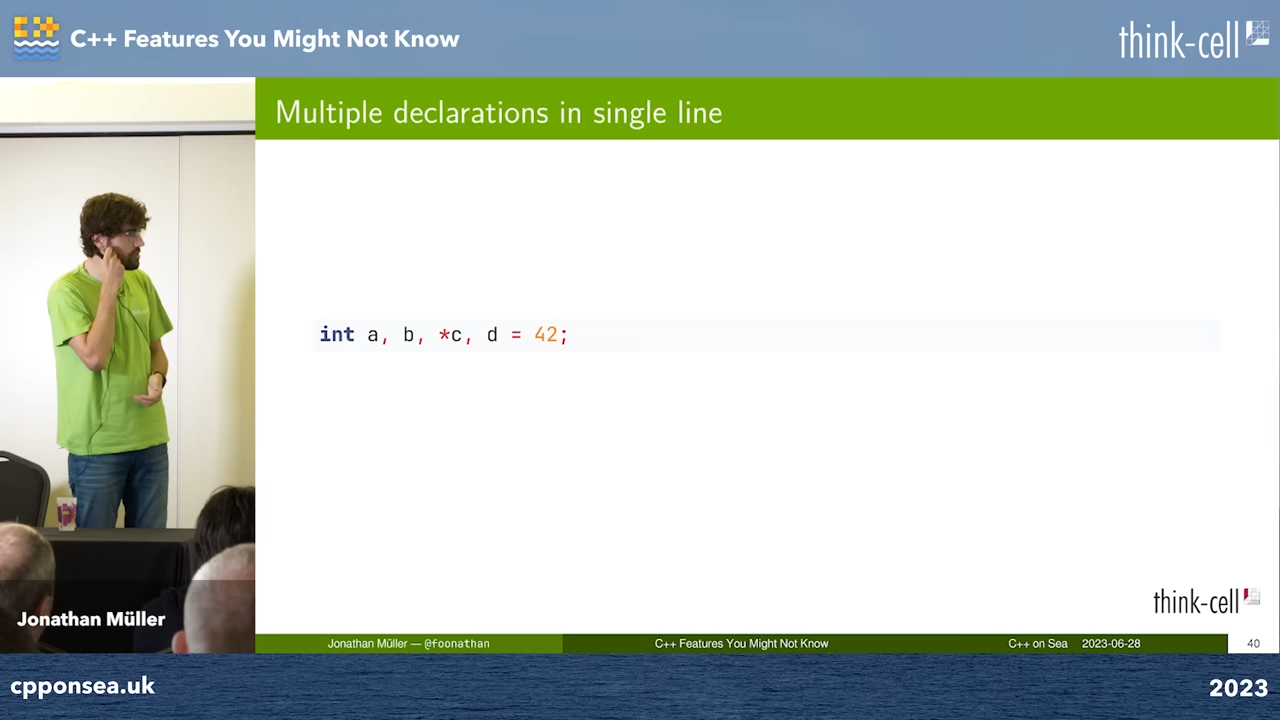 C++
C++ Features You Might Not Know
think-cell
Multiple declarations in single line
int a, b, *c, d = 42;
think-cell
Jonathan Müller
Jonathan Müller — @foonathan
C++ Features You Might Not Know
C++ on Sea 2023-06-28
40
cpponsea.uk
2023